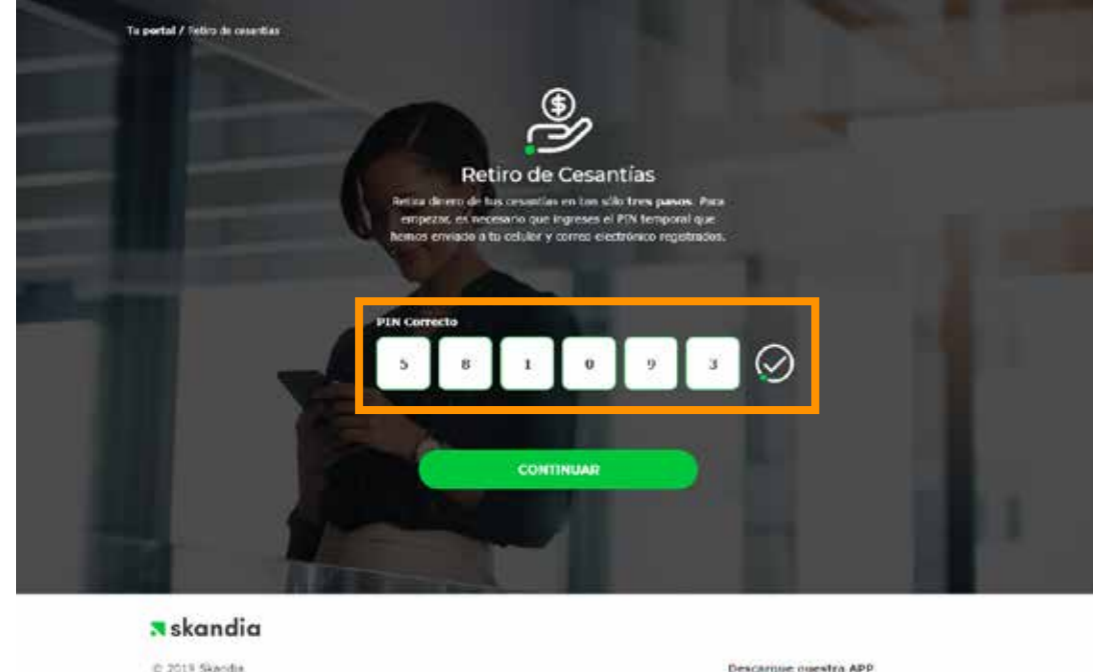 Tu portal / Retiro de cesantías
Retiro de Cesantías
Retira dinero de tus cesantías en tan sólo tres pasos. Para
empezar, es necesario que ingreses el PIN temporal que
hemos enviado a tu celular y correo electrónico registrados.
PIN Correcto
5 8 1 0 9 3
CONTINUAR
skandia
© 2019 Skandia
Descargue nuestra APP